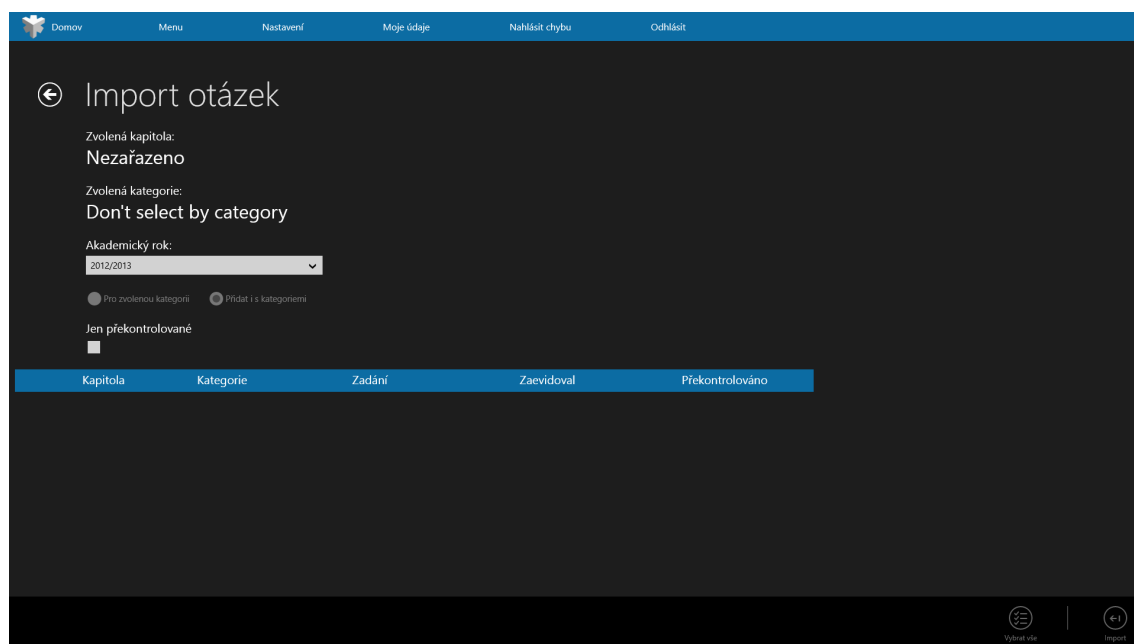 Domov Menu Nastavení Moje údaje Nahlásit chybu Odhlásit
Import otázek
Zvolená kapitola:
Nezařazeno
Zvolená kategorie:
Don't select by category
Akademický rok:
2012/2013
Pro zvolenou kategorii Přidat i s kategoriemi
Jen překontrolované
Kapitola Kategorie Zadání Zaevidoval Překontrolováno
Vybrat vše Import